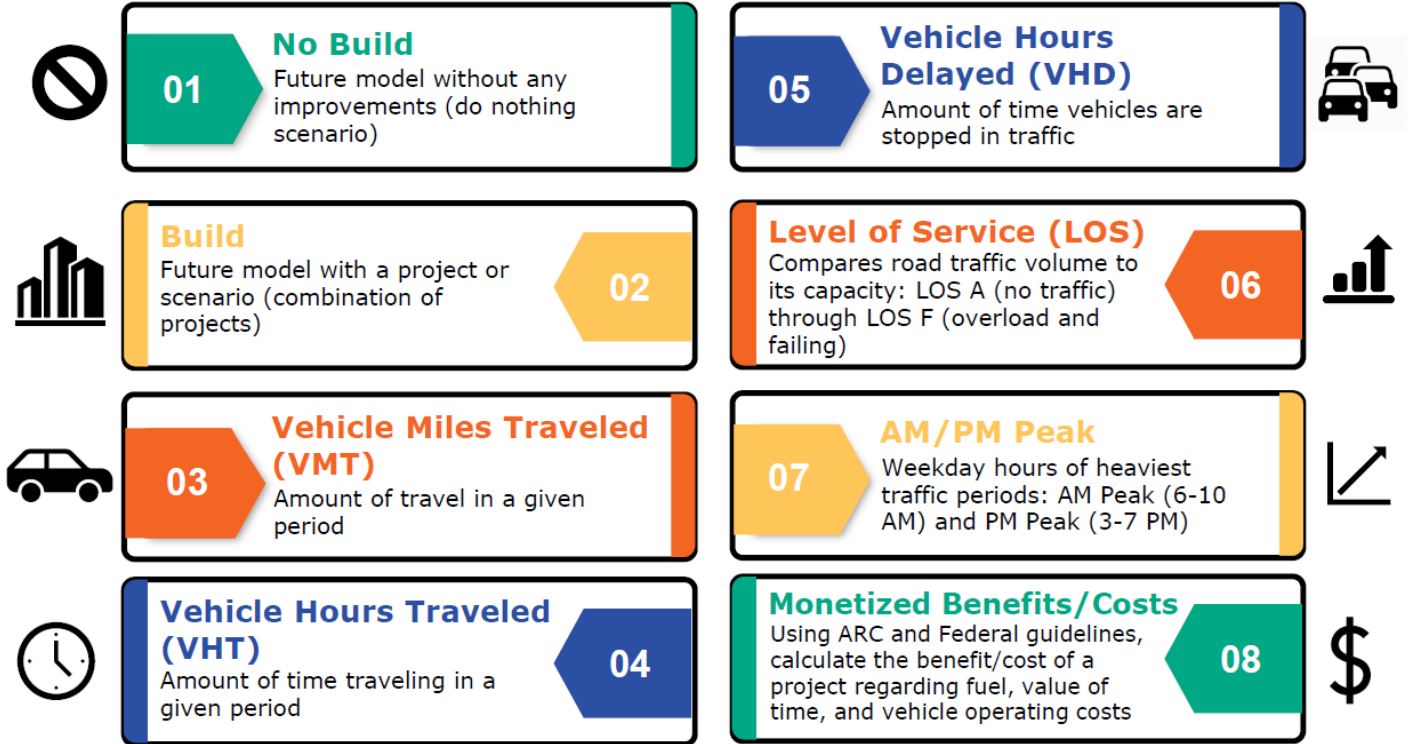 01
No Build
Future model without any
improvements (do nothing
scenario)
Build
Future model with a project or
scenario (combination of
projects)
02
03
Vehicle Miles Traveled
(VMT)
Amount of travel in a given
period
Vehicle Hours Traveled
(VHT)
Amount of time traveling in a
given period
04
05
Vehicle Hours
Delayed (VHD)
Amount of time vehicles are
stopped in traffic
Level of Service (LOS)
Compares road traffic volume to
its capacity: LOS A (no traffic)
through LOS F (overload and
failing)
06
07
AM/PM Peak
Weekday hours of heaviest
traffic periods: AM Peak (6-10
AM) and PM Peak (3-7 PM)
Monetized Benefits/Costs
Using ARC and Federal guidelines,
calculate the benefit/cost of a
project regarding fuel, value of
time, and vehicle operating costs
08
$